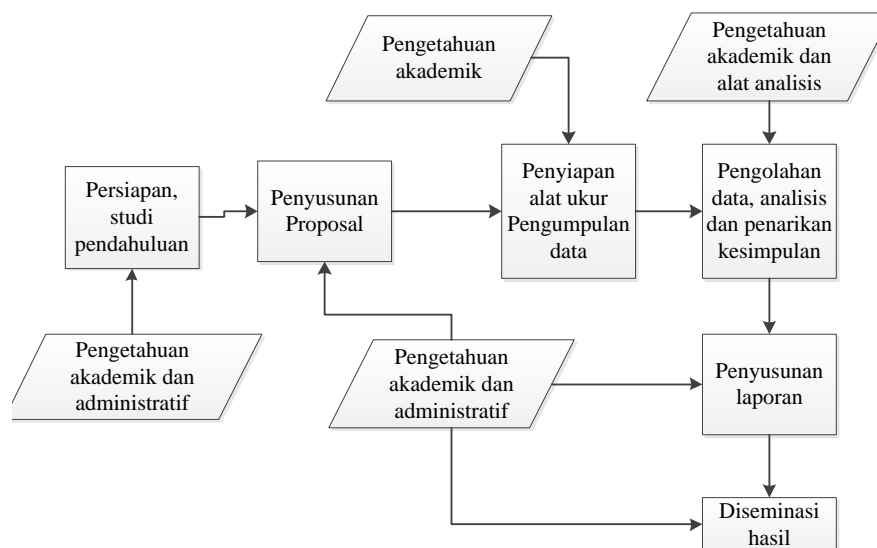 Pengetahuan
akademik
Pengetahuan
akademik dan
alat analisis
Persiapan,
studi
pendahuluan
Penyusunan
Proposal
Penyiapan
alat ukur
Pengumpulan
data
Pengolahan
data, analisis
dan penarikan
kesimpulan
Pengetahuan
akademik dan
administratif
Pengetahuan
akademik dan
administratif
Penyusunan
laporan
Diseminasi
hasil